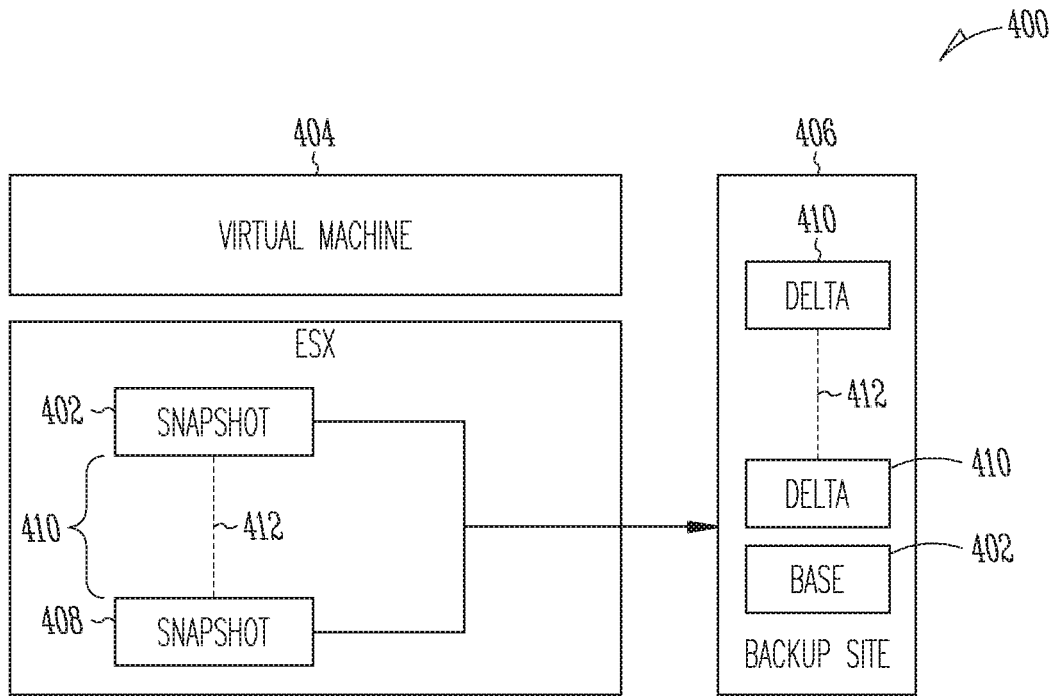 400
404
406
VIRTUAL MACHINE
410
DELTA
ESX
412
402
SNAPSHOT
410
412
410
DELTA
402
408
SNAPSHOT
BASE
BACKUP SITE